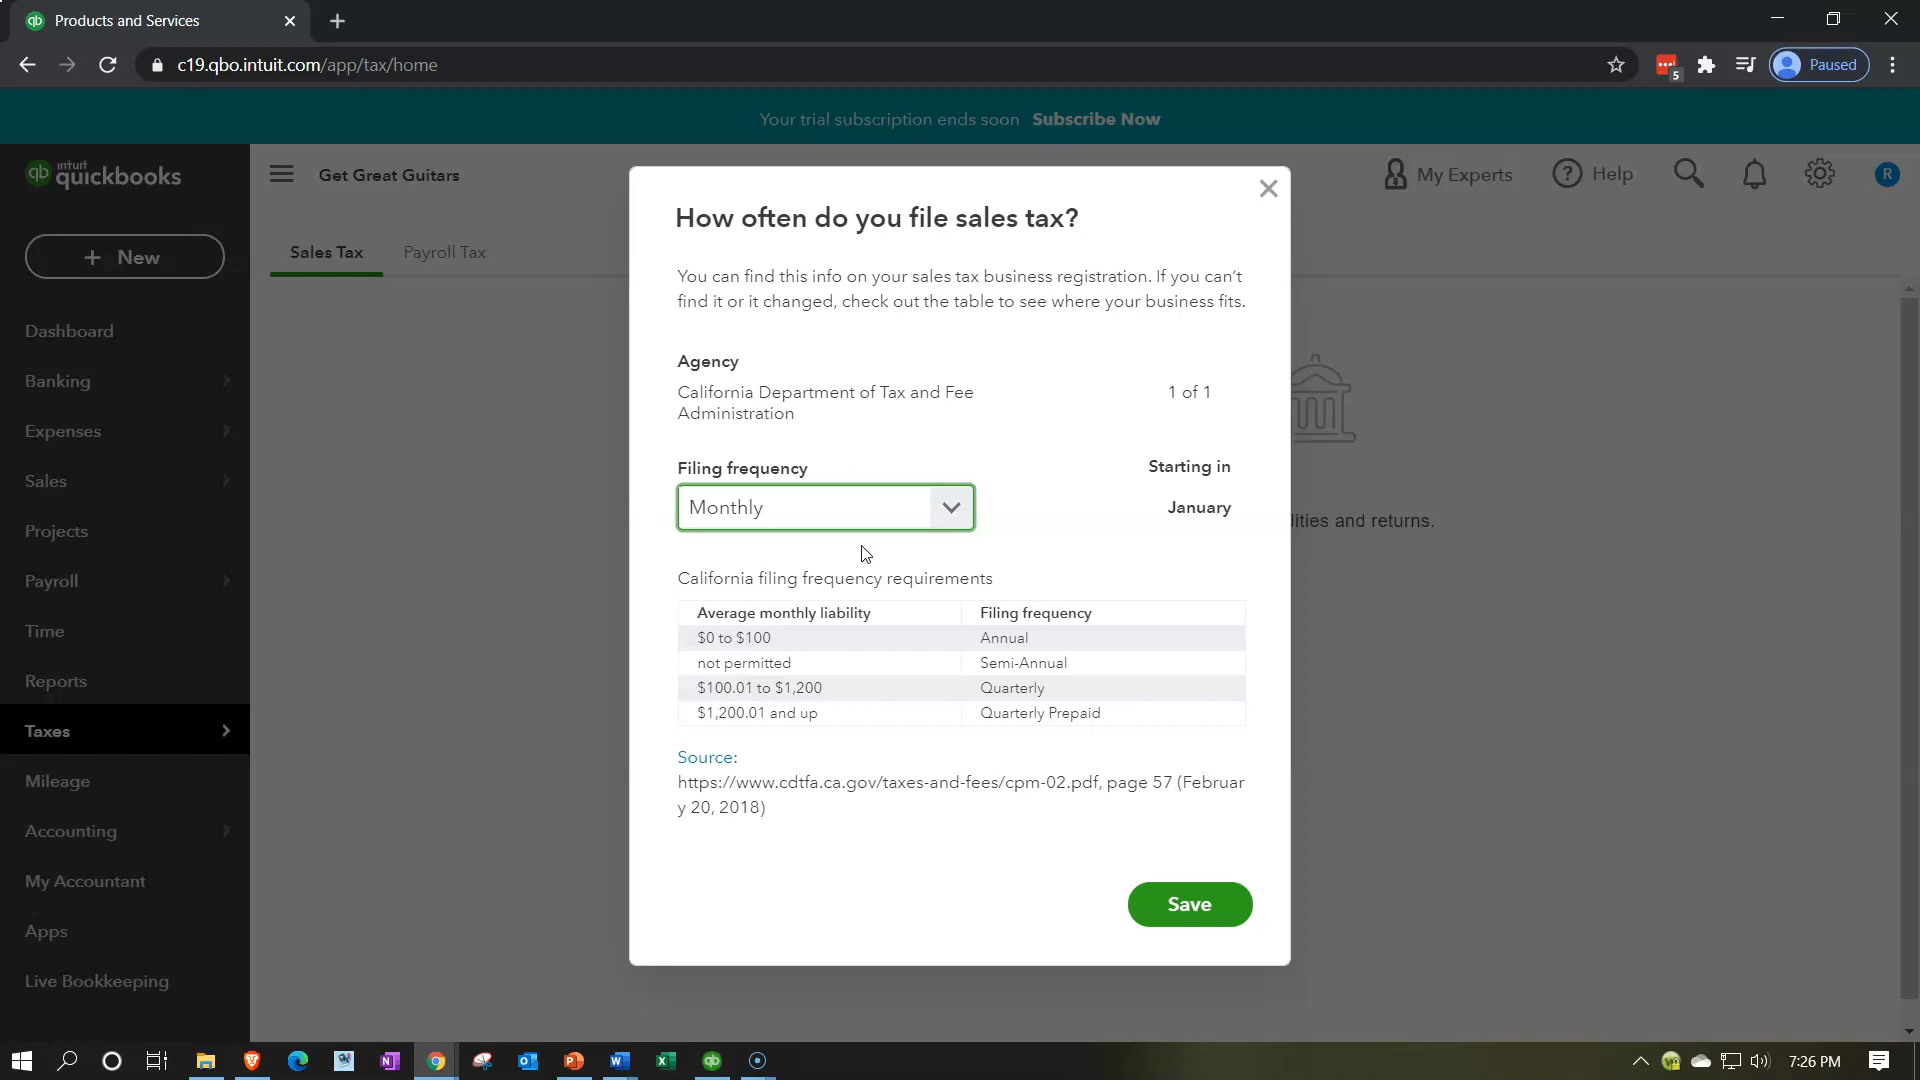 Products and Services
c19.qbo.intuit.com/app/tax/home
5
Paused
Your trial subscription ends soon Subscribe Now
qb intuit quickbooks
Get Great Guitars
My Experts
Help
R
+ New
Sales Tax
Payroll Tax
Dashboard
Banking
Expenses
Sales
Projects
Payroll
Time
Reports
Taxes
Mileage
Accounting
My Accountant
Apps
Live Bookkeeping
How often do you file sales tax?
You can find this info on your sales tax business registration. If you can't
find it or it changed, check out the table to see where your business fits.
Agency
California Department of Tax and Fee
Administration
1 of 1
Filing frequency
Starting in
Monthly
January
lities and returns.
California filing frequency requirements
Average monthly liability Filing frequency
$0 to $100 Annual
not permitted Semi-Annual
$100.01 to $1,200 Quarterly
$1,200.01 and up Quarterly Prepaid
Source:
https://www.cdtfa.ca.gov/taxes-and-fees/cpm-02.pdf, page 57 (Februar
y 20, 2018)
Save
7:26 PM